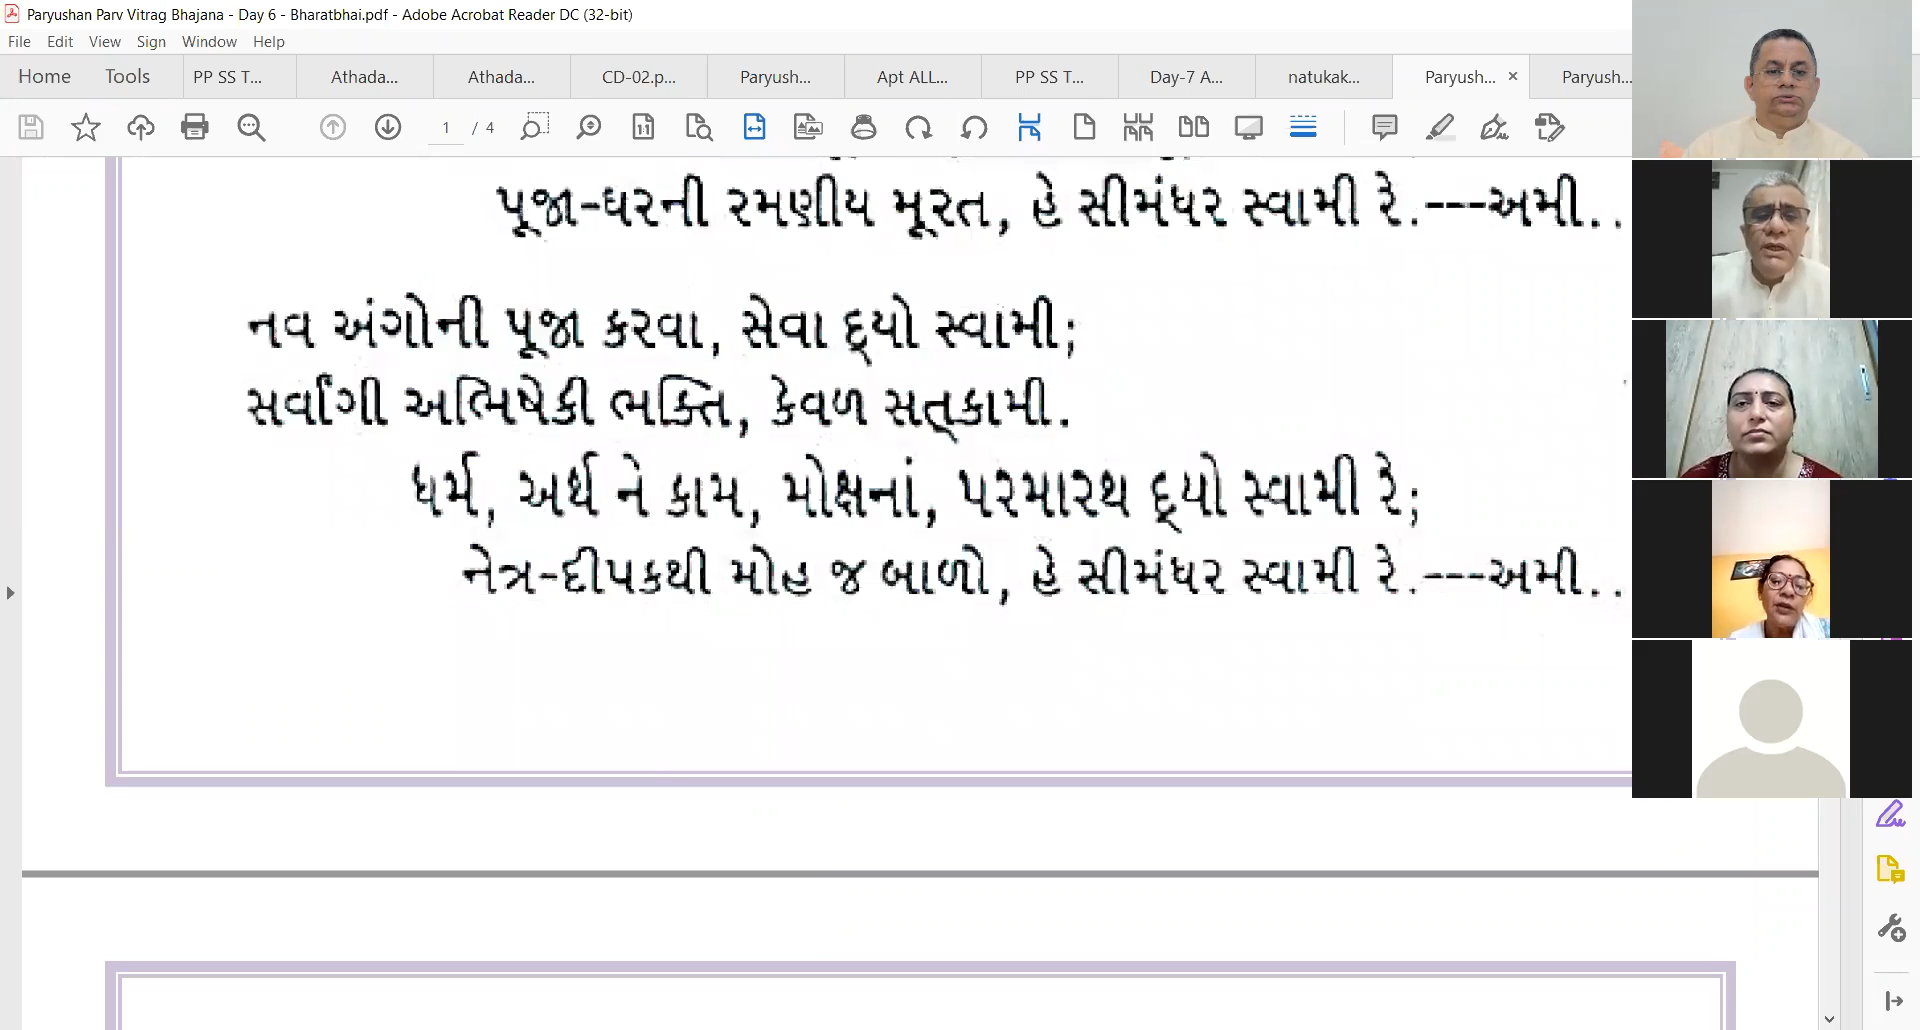 Paryushan Parv Vitrag Bhajana - Day 6 - Bharatbhai.pdf - Adobe Acrobat Reader DC (32-bit)
File Edit View Sign Window Help
Home Tools PP SS T... Athada... Athada... CD-02.p... Paryush... Apt ALL... PP SS T... Day-7 A... natukak... Paryush... × Paryush...
1 / 4
પૂજા-ઘરની રમણીય મૂરત, હે સીમંધર સ્વામી રે.---અમી..
નવ અંગોની પૂજા કરવા, સેવા દ્યો સ્વામી;
સર્વાંગી અભિષેકી ભક્તિ, કેવળ સત્કામી.
ધર્મ, અર્થ ને કામ, મોક્ષનાં, પરમારથ દ્યો સ્વામી રે;
નેત્ર-દીપકથી મોહ જ બાળો, હે સીમંધર સ્વામી રે.---અમી..